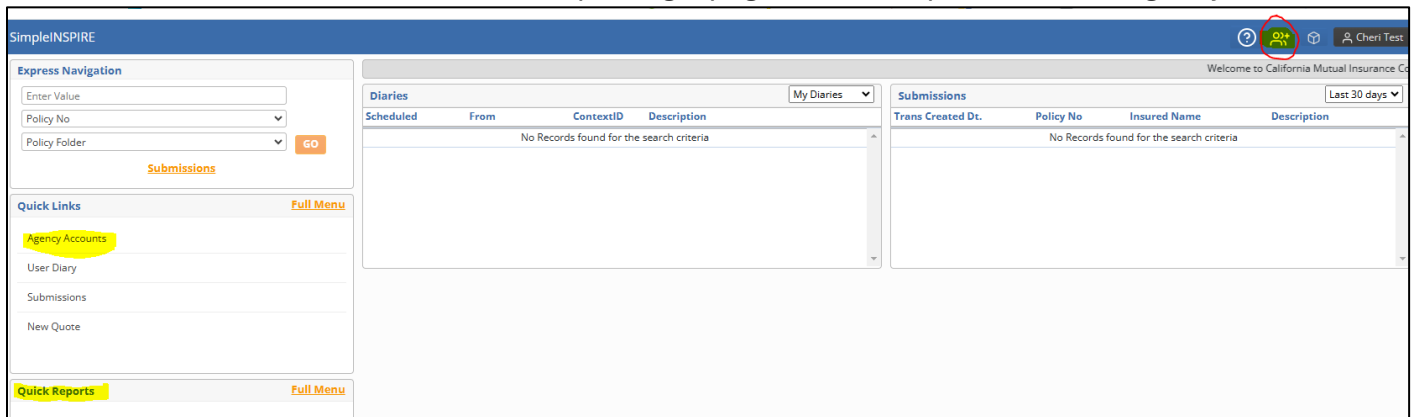 SimpleINSPIRE
Cheri Test
Welcome to California Mutual Insurance Co
Express Navigation
Enter Value
Policy No
Policy Folder
GO
Submissions
Quick Links Full Menu
Agency Accounts
User Diary
Submissions
New Quote
Quick Reports Full Menu
Diaries My Diaries
Scheduled From ContextID Description
No Records found for the search criteria
Submissions Last 30 days
Trans Created Dt. Policy No Insured Name Description
No Records found for the search criteria